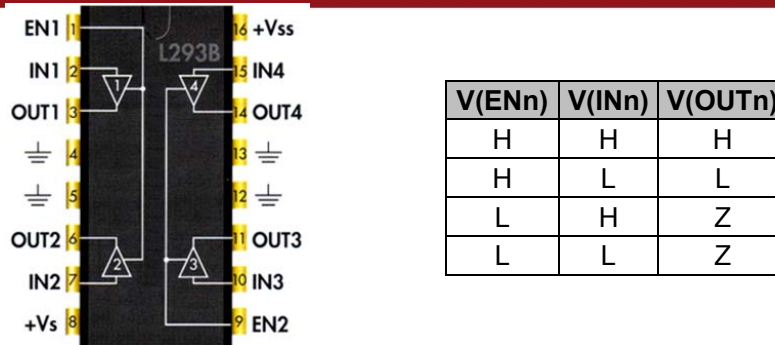 EN1 1
IN1 2
OUT1 3
4
5
OUT2 6
IN2 7
+Vs 8
L293B
1
4
2
3
16 +Vss
15 IN4
14 OUT4
13
12
11 OUT3
10 IN3
9 EN2
V(ENn) V(INn) V(OUTn)
H H H
H L L
L H Z
L L Z